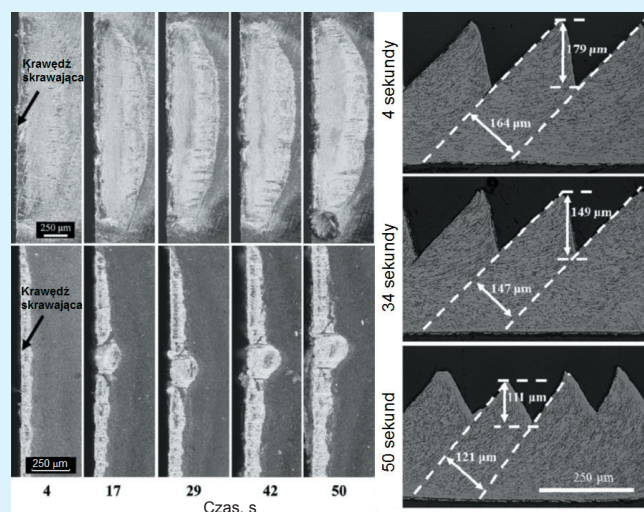 Krawędź
skrawająca
250 µm
Krawędź
skrawająca
250 µm
4 17 29 42 50
Czas, s
4 sekundy
179 µm
164 µm
34 sekundy
149 µm
147 µm
50 sekund
111 µm
121 µm
250 µm